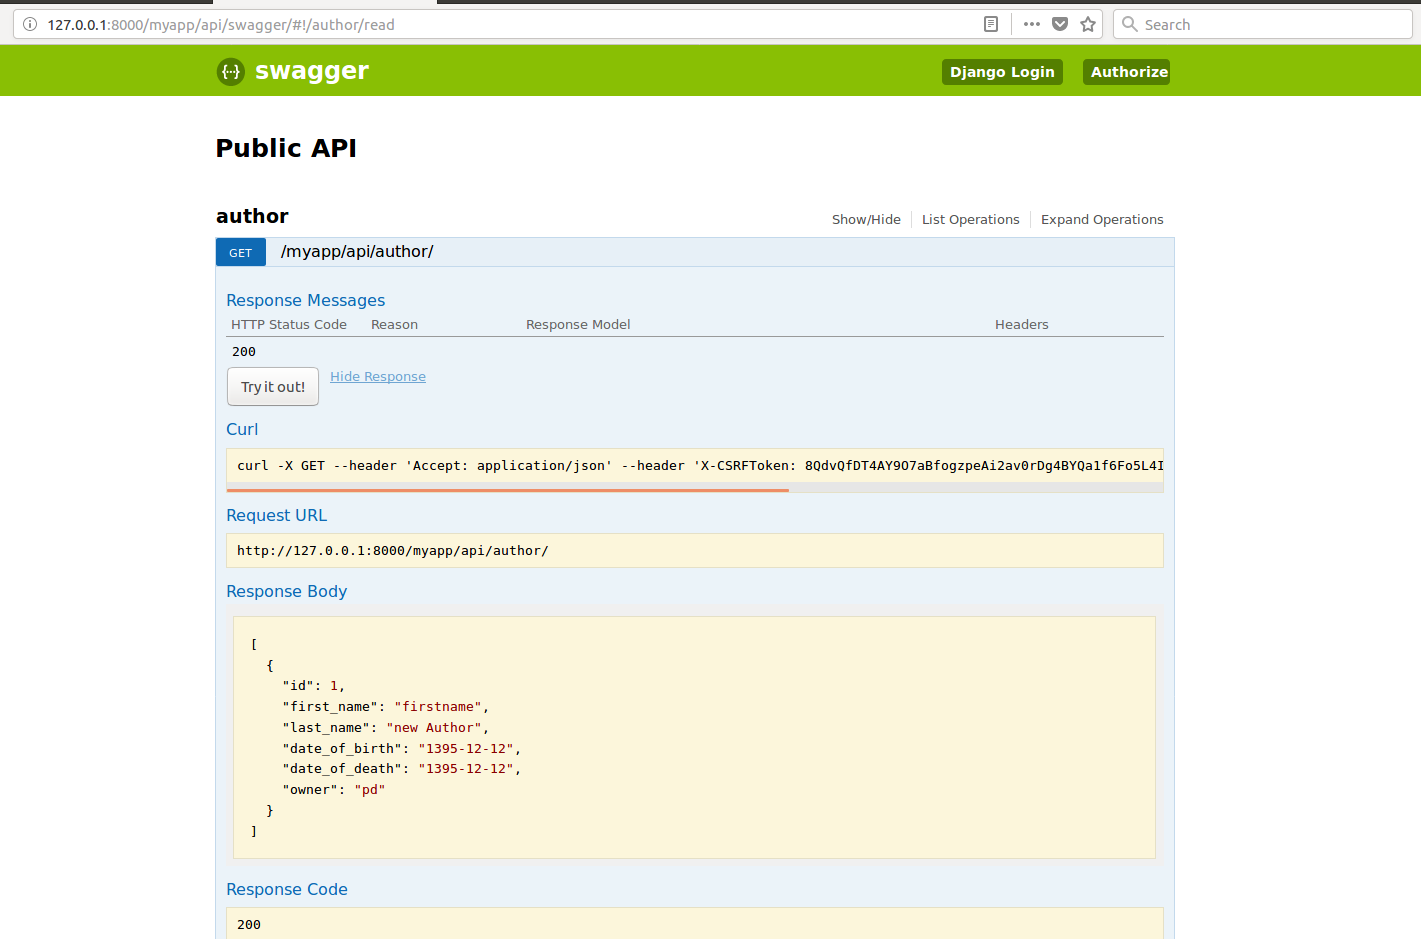 127.0.0.1:8000/myapp/api/swagger/#!/author/read
Search
{··} swagger
Django Login
Authorize
Public API
author
Show/Hide
List Operations
Expand Operations
GET
/myapp/api/author/
Response Messages
HTTP Status Code
Reason
Response Model
Headers
200
Try it out!
Hide Response
Curl
curl -X GET --header 'Accept: application/json' --header 'X-CSRFToken: 8QdvQfDT4AY9O7aBfogzpeAi2av0rDg4BYQa1f6Fo5L4I
Request URL
http://127.0.0.1:8000/myapp/api/author/
Response Body
[
{
"id": 1,
"first_name": "firstname",
"last_name": "new Author",
"date_of_birth": "1395-12-12",
"date_of_death": "1395-12-12",
"owner": "pd"
}
]
Response Code
200